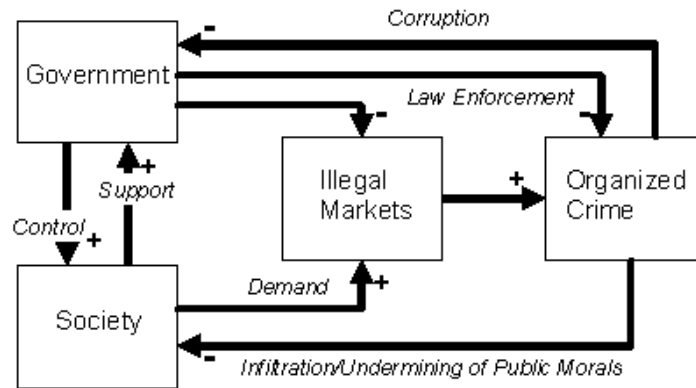 Corruption
-
Government
Law Enforcement
-
-
+
Support
Illegal
Markets
+
Organized
Crime
Control
+
Demand
+
Society
-
Infiltration/Undermining of Public Morals